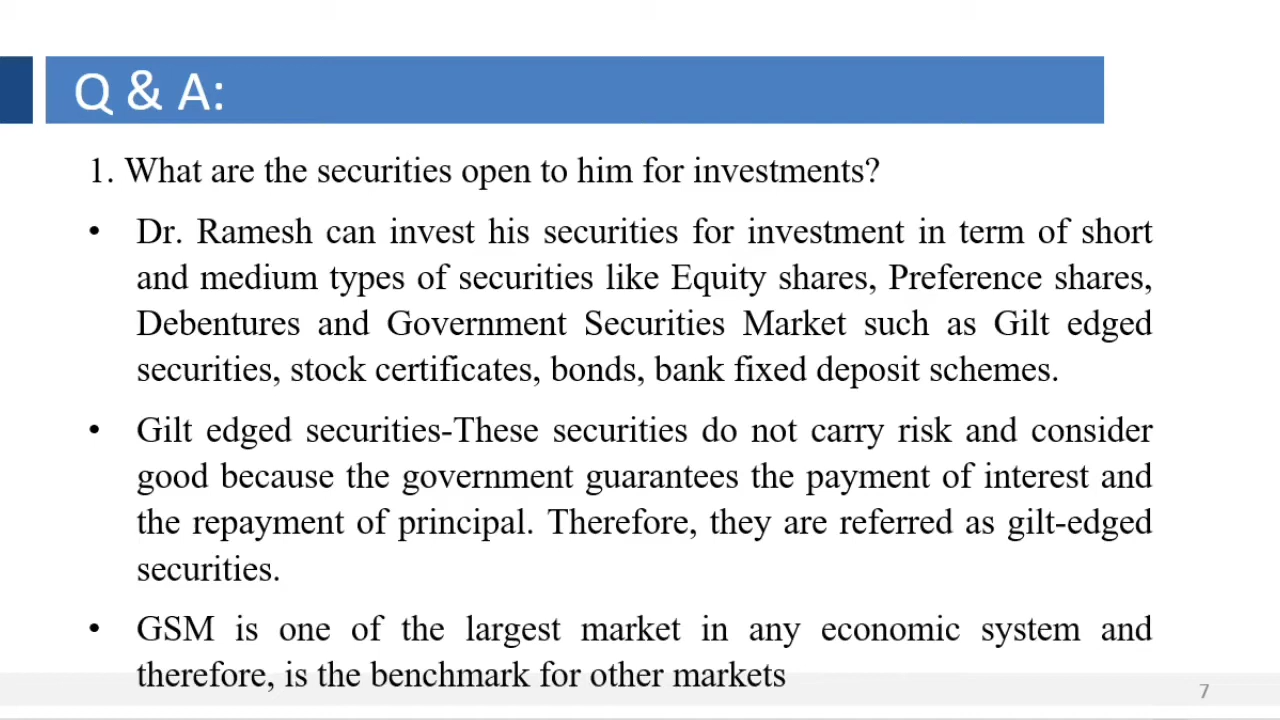 Q & A:
1. What are the securities open to him for investments?
• Dr. Ramesh can invest his securities for investment in term of short
and medium types of securities like Equity shares, Preference shares,
Debentures and Government Securities Market such as Gilt edged
securities, stock certificates, bonds, bank fixed deposit schemes.
• Gilt edged securities-These securities do not carry risk and consider
good because the government guarantees the payment of interest and
the repayment of principal. Therefore, they are referred as gilt-edged
securities.
• GSM is one of the largest market in any economic system and
therefore, is the benchmark for other markets
7